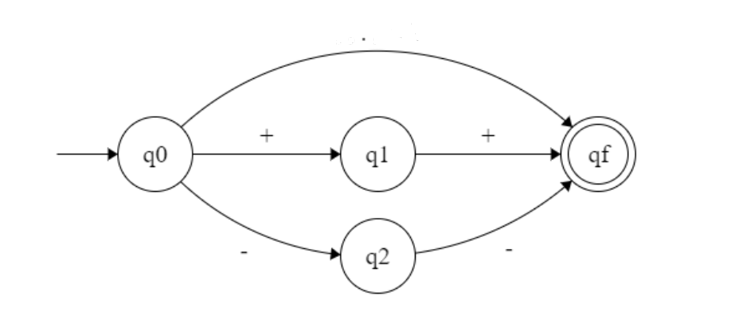 + +
q0 q1 qf
- -
q2